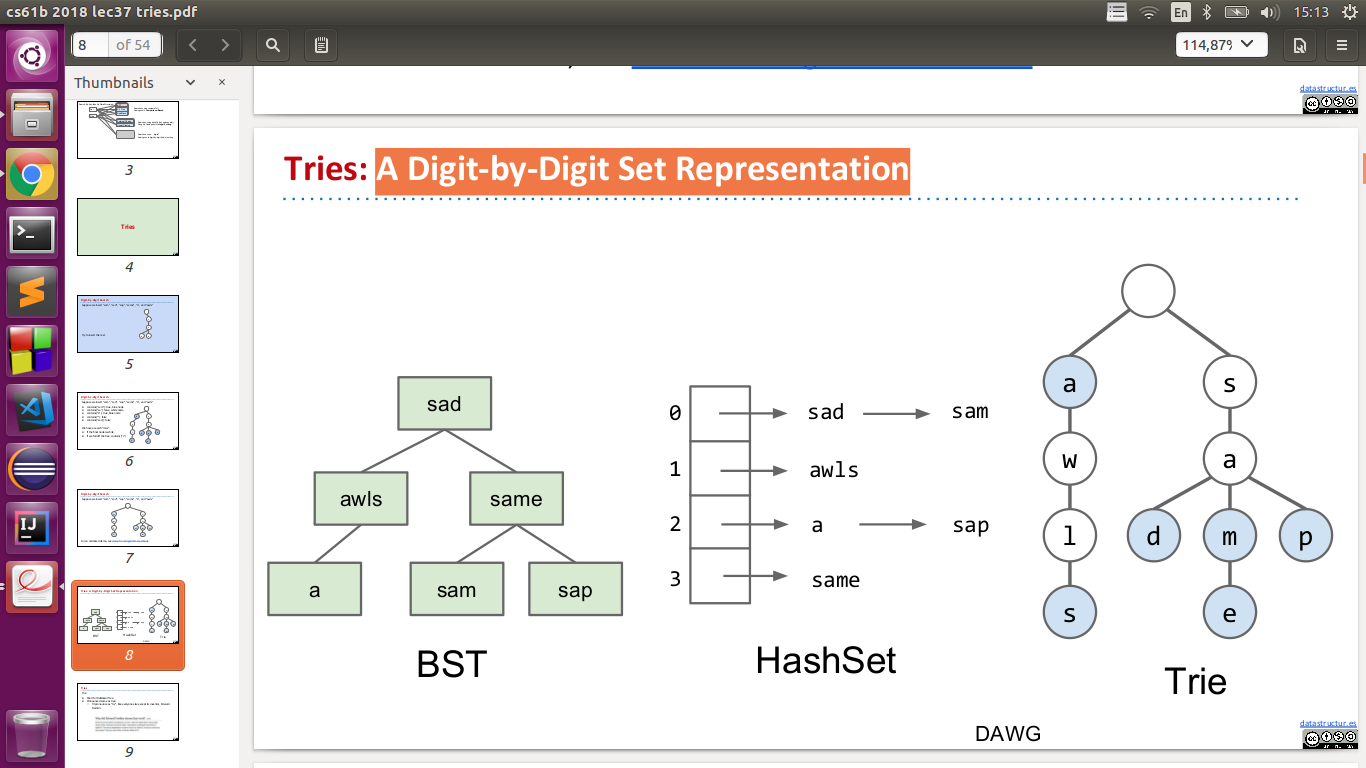 cs61b 2018 lec37 tries.pdf
En
15:13
8 of 54
114,87%
Thumbnails
datastructur.es
3
Tries
4
5
6
7
8
9
Tries: A Digit-by-Digit Set Representation
sad
awls same
a sam sap
BST
0 sad sam
1 awls
2 a sap
3 same
HashSet
a s
w a
l d m p
s e
Trie
DAWG
datastructur.es